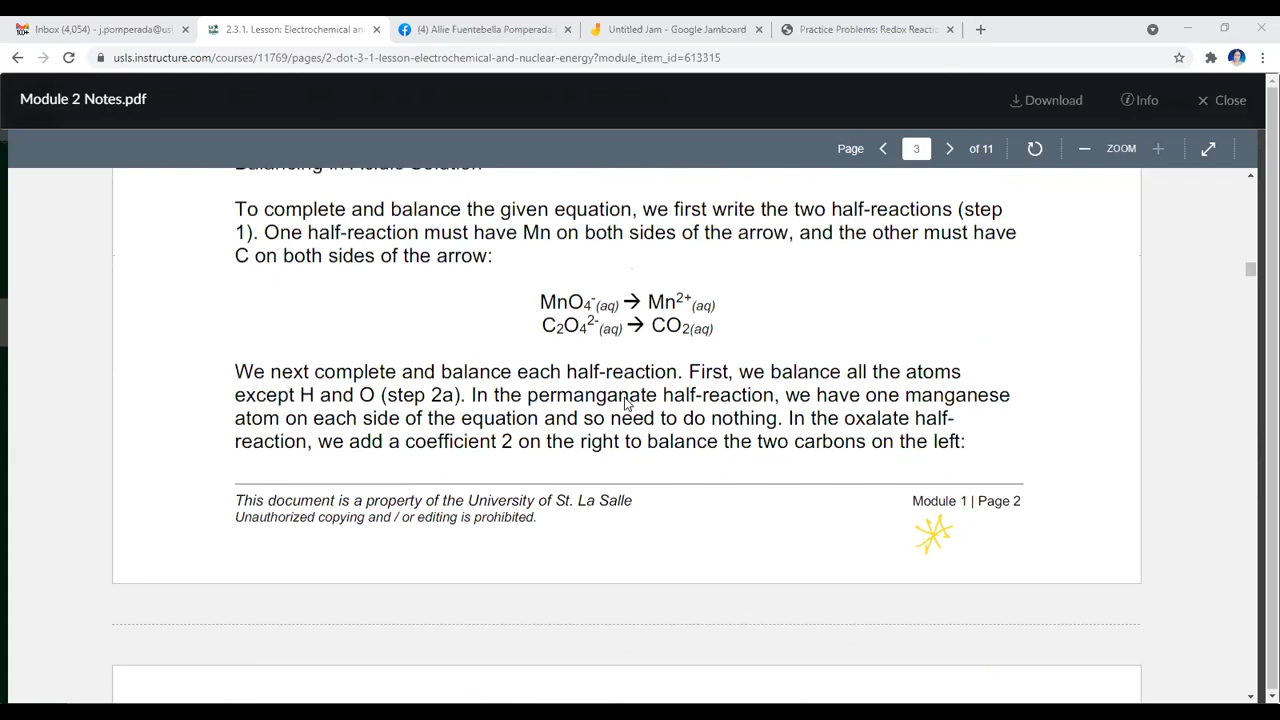 Inbox (4,054) - j.pomperada@us
2.3.1. Lesson: Electrochemical an
(4) Allie Fuentebella Pomperada
Untitled Jam - Google Jamboard
Practice Problems: Redox Reactio
usls.instructure.com/courses/11769/pages/2-dot-3-1-lesson-electrochemical-and-nuclear-energy?module_item_id=613315
Module 2 Notes.pdf
Download
Info
Close
Page 3 of 11 ZOOM
Balancing in Acidic Solution
To complete and balance the given equation, we first write the two half-reactions (step
1). One half-reaction must have Mn on both sides of the arrow, and the other must have
C on both sides of the arrow:
MnO₄⁻(aq) → Mn²⁺(aq)
C₂O₄²⁻(aq) → CO₂(aq)
We next complete and balance each half-reaction. First, we balance all the atoms
except H and O (step 2a). In the permanganate half-reaction, we have one manganese
atom on each side of the equation and so need to do nothing. In the oxalate half-
reaction, we add a coefficient 2 on the right to balance the two carbons on the left:
This document is a property of the University of St. La Salle
Unauthorized copying and / or editing is prohibited.
Module 1 | Page 2